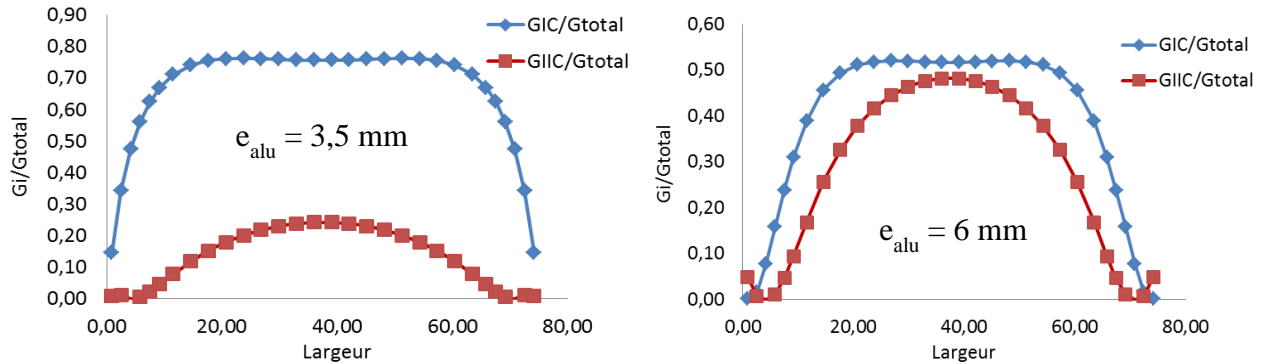 0,90
0,80
0,70
0,60
0,50
0,40
0,30
0,20
0,10
0,00
Gi/Gtotal
GIC/Gtotal
GIIC/Gtotal
e_alu = 3,5 mm
0,00 20,00 40,00 60,00 80,00
Largeur
0,60
0,50
0,40
0,30
0,20
0,10
0,00
Gi/Gtotal
GIC/Gtotal
GIIC/Gtotal
e_alu = 6 mm
0,00 20,00 40,00 60,00 80,00
Largeur